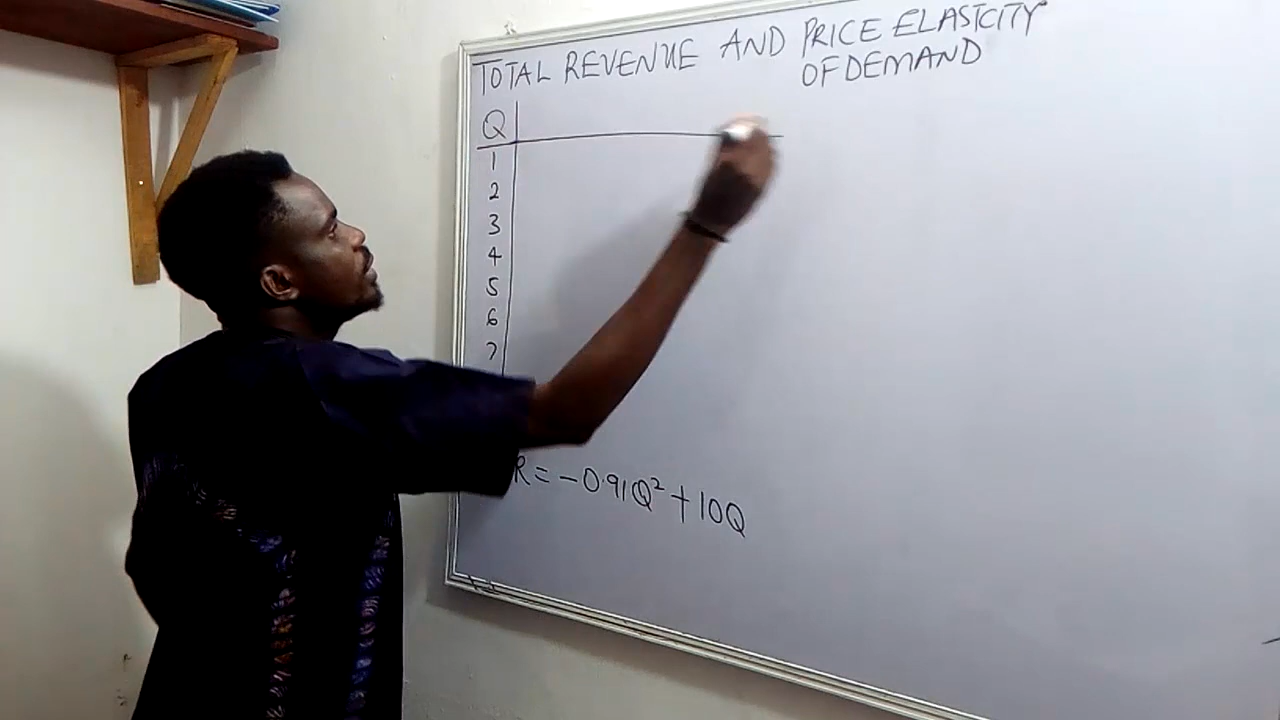 TOTAL REVENUE AND PRICE ELASTCITY
OF DEMAND
Q
1
2
3
4
5
6
7
R = -0.91Q² + 10Q